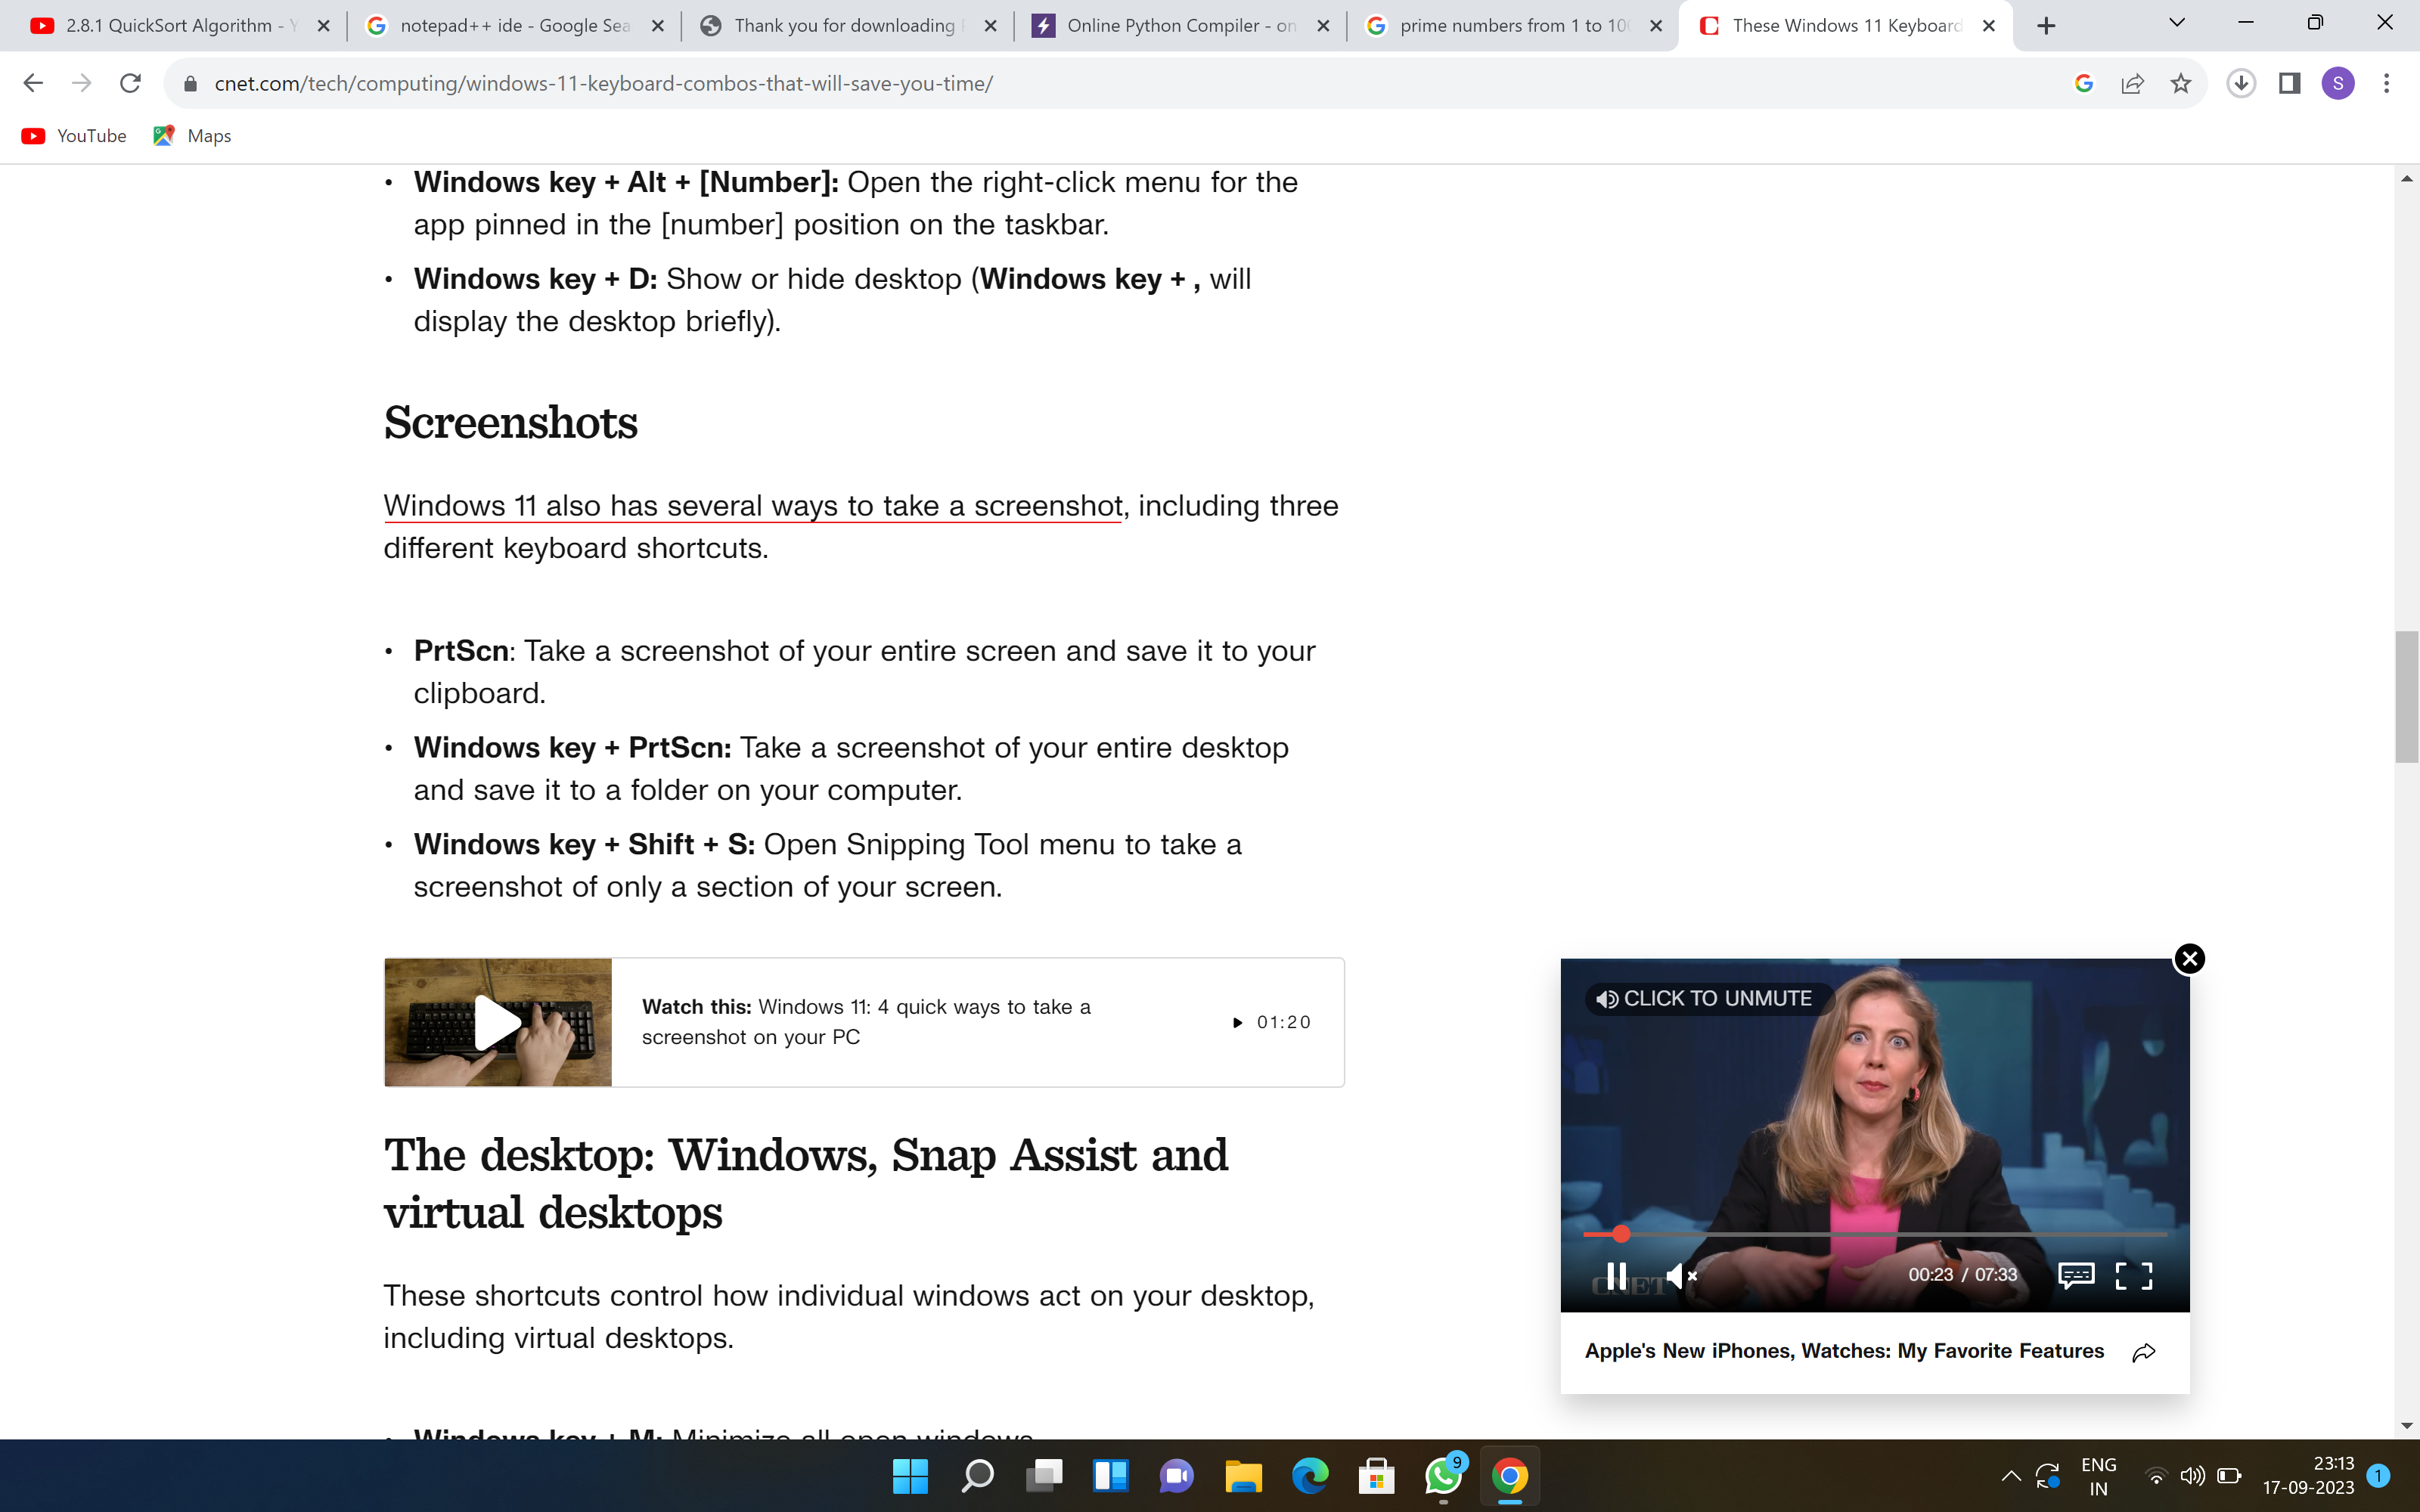 2.8.1 QuickSort Algorithm - Y
notepad++ ide - Google Sea
Thank you for downloading
Online Python Compiler - on
prime numbers from 1 to 10
These Windows 11 Keyboard
cnet.com/tech/computing/windows-11-keyboard-combos-that-will-save-you-time/
S
YouTube
Maps
• Windows key + Alt + [Number]: Open the right-click menu for the
app pinned in the [number] position on the taskbar.
• Windows key + D: Show or hide desktop (Windows key + , will
display the desktop briefly).
Screenshots
Windows 11 also has several ways to take a screenshot, including three
different keyboard shortcuts.
• PrtScn: Take a screenshot of your entire screen and save it to your
clipboard.
• Windows key + PrtScn: Take a screenshot of your entire desktop
and save it to a folder on your computer.
• Windows key + Shift + S: Open Snipping Tool menu to take a
screenshot of only a section of your screen.
Watch this: Windows 11: 4 quick ways to take a
screenshot on your PC
01:20
The desktop: Windows, Snap Assist and
virtual desktops
These shortcuts control how individual windows act on your desktop,
including virtual desktops.
• Windows key + M: Minimize all open windows.
CLICK TO UNMUTE
CNET
00:23 / 07:33
Apple's New iPhones, Watches: My Favorite Features
9
ENG
IN
23:13
17-09-2023
1